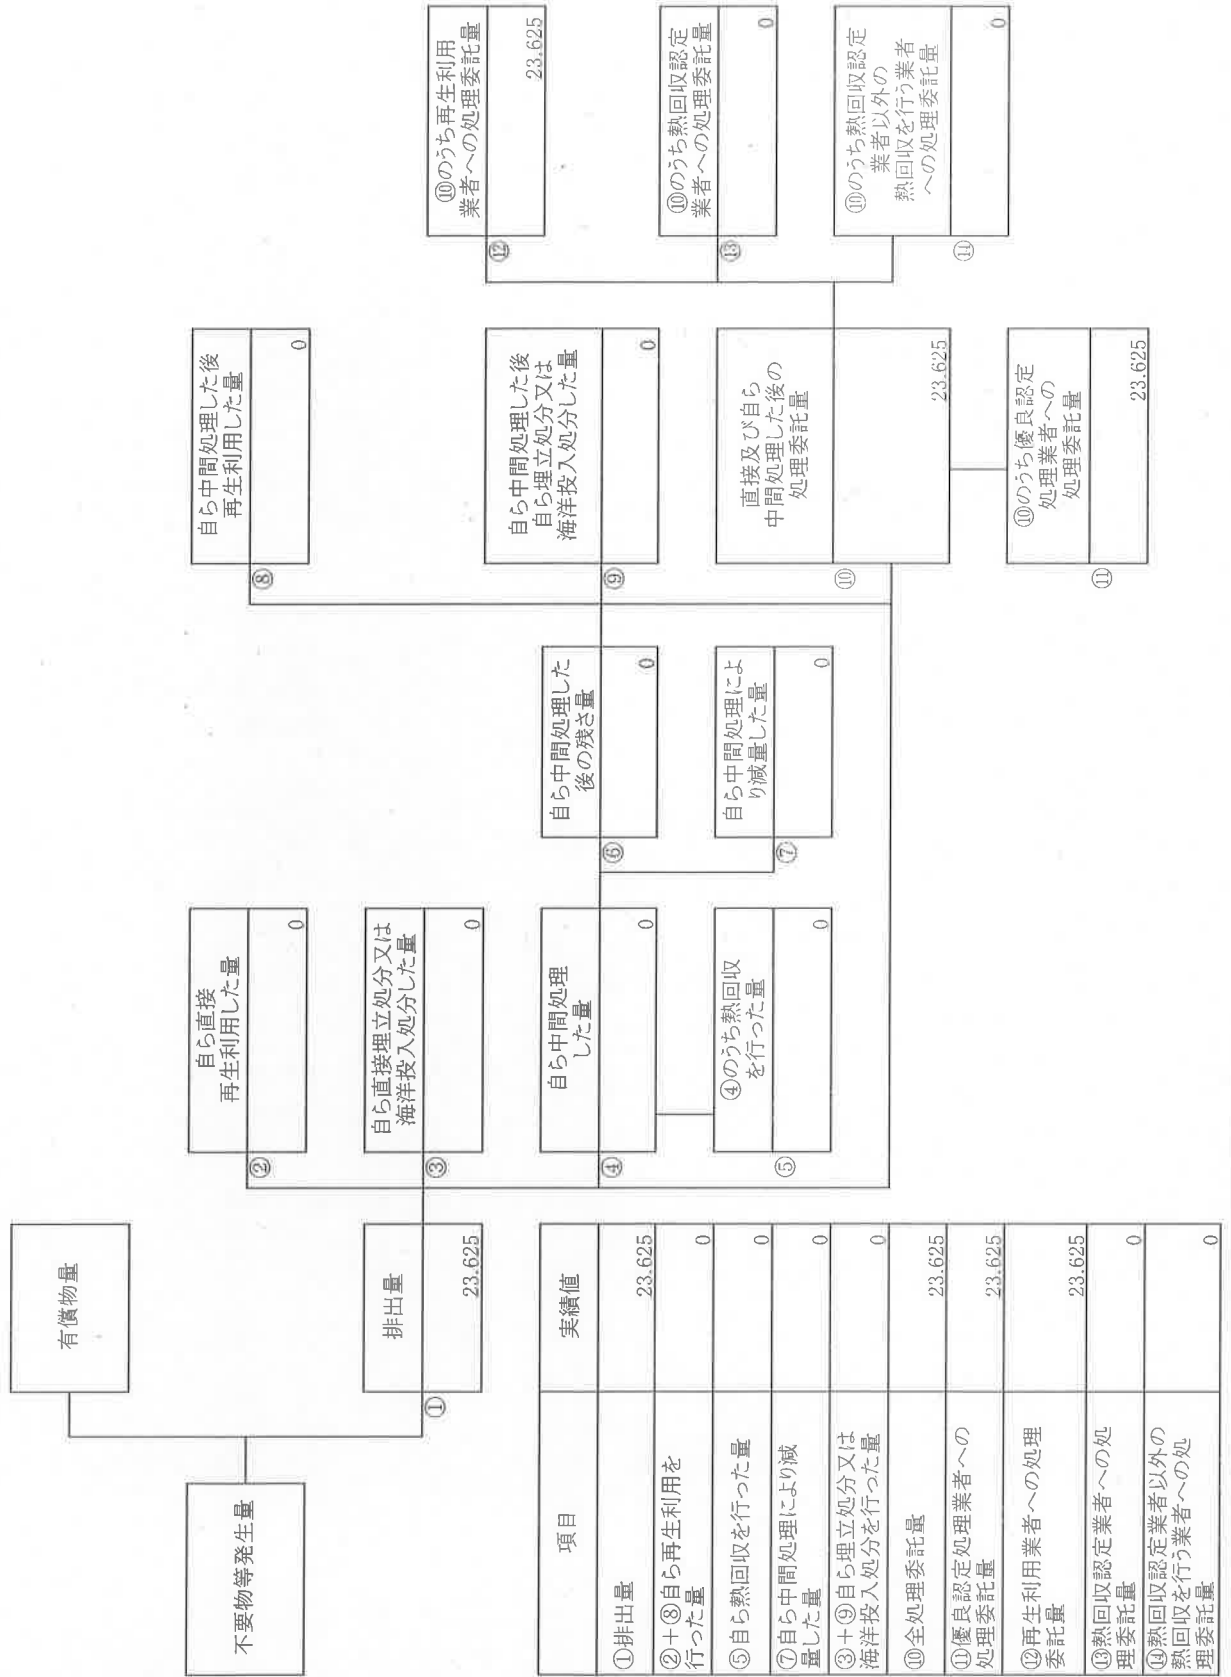 不要物等発生量
有償物量
①
排出量
23.625
②
自ら直接
再生利用した量
0
③
自ら直接埋立処分又は
海洋投入処分した量
0
④
自ら中間処理
した量
0
⑤
④のうち熱回収
を行った量
0
⑥
自ら中間処理した
後の残さ量
0
⑦
自ら中間処理によ
り減量した量
0
⑧
自ら中間処理した後
再生利用した量
0
⑨
自ら中間処理した後
自ら埋立処分又は
海洋投入処分した量
0
⑩
直接及び自ら
中間処理した後の
処理委託量
23.625
⑪
⑩のうち優良認定
処理業者への
処理委託量
23.625
⑫
⑩のうち再生利用
業者への処理委託量
23.625
⑬
⑩のうち熱回収認定
業者への処理委託量
0
⑭
⑩のうち熱回収認定
業者以外の
熱回収を行う業者
への処理委託量
0
項目 実績値
①排出量 23.625
②+⑧自ら再生利用を
行った量 0
⑤自ら熱回収を行った量 0
⑦自ら中間処理により減
量した量 0
③+⑨自ら埋立処分又は
海洋投入処分を行った量 0
⑩全処理委託量 23.625
⑪優良認定処理業者への
処理委託量 23.625
⑫再生利用業者への処理
委託量 23.625
⑬熱回収認定業者への処
理委託量 0
⑭熱回収認定業者以外の
熱回収を行う業者への処
理委託量 0